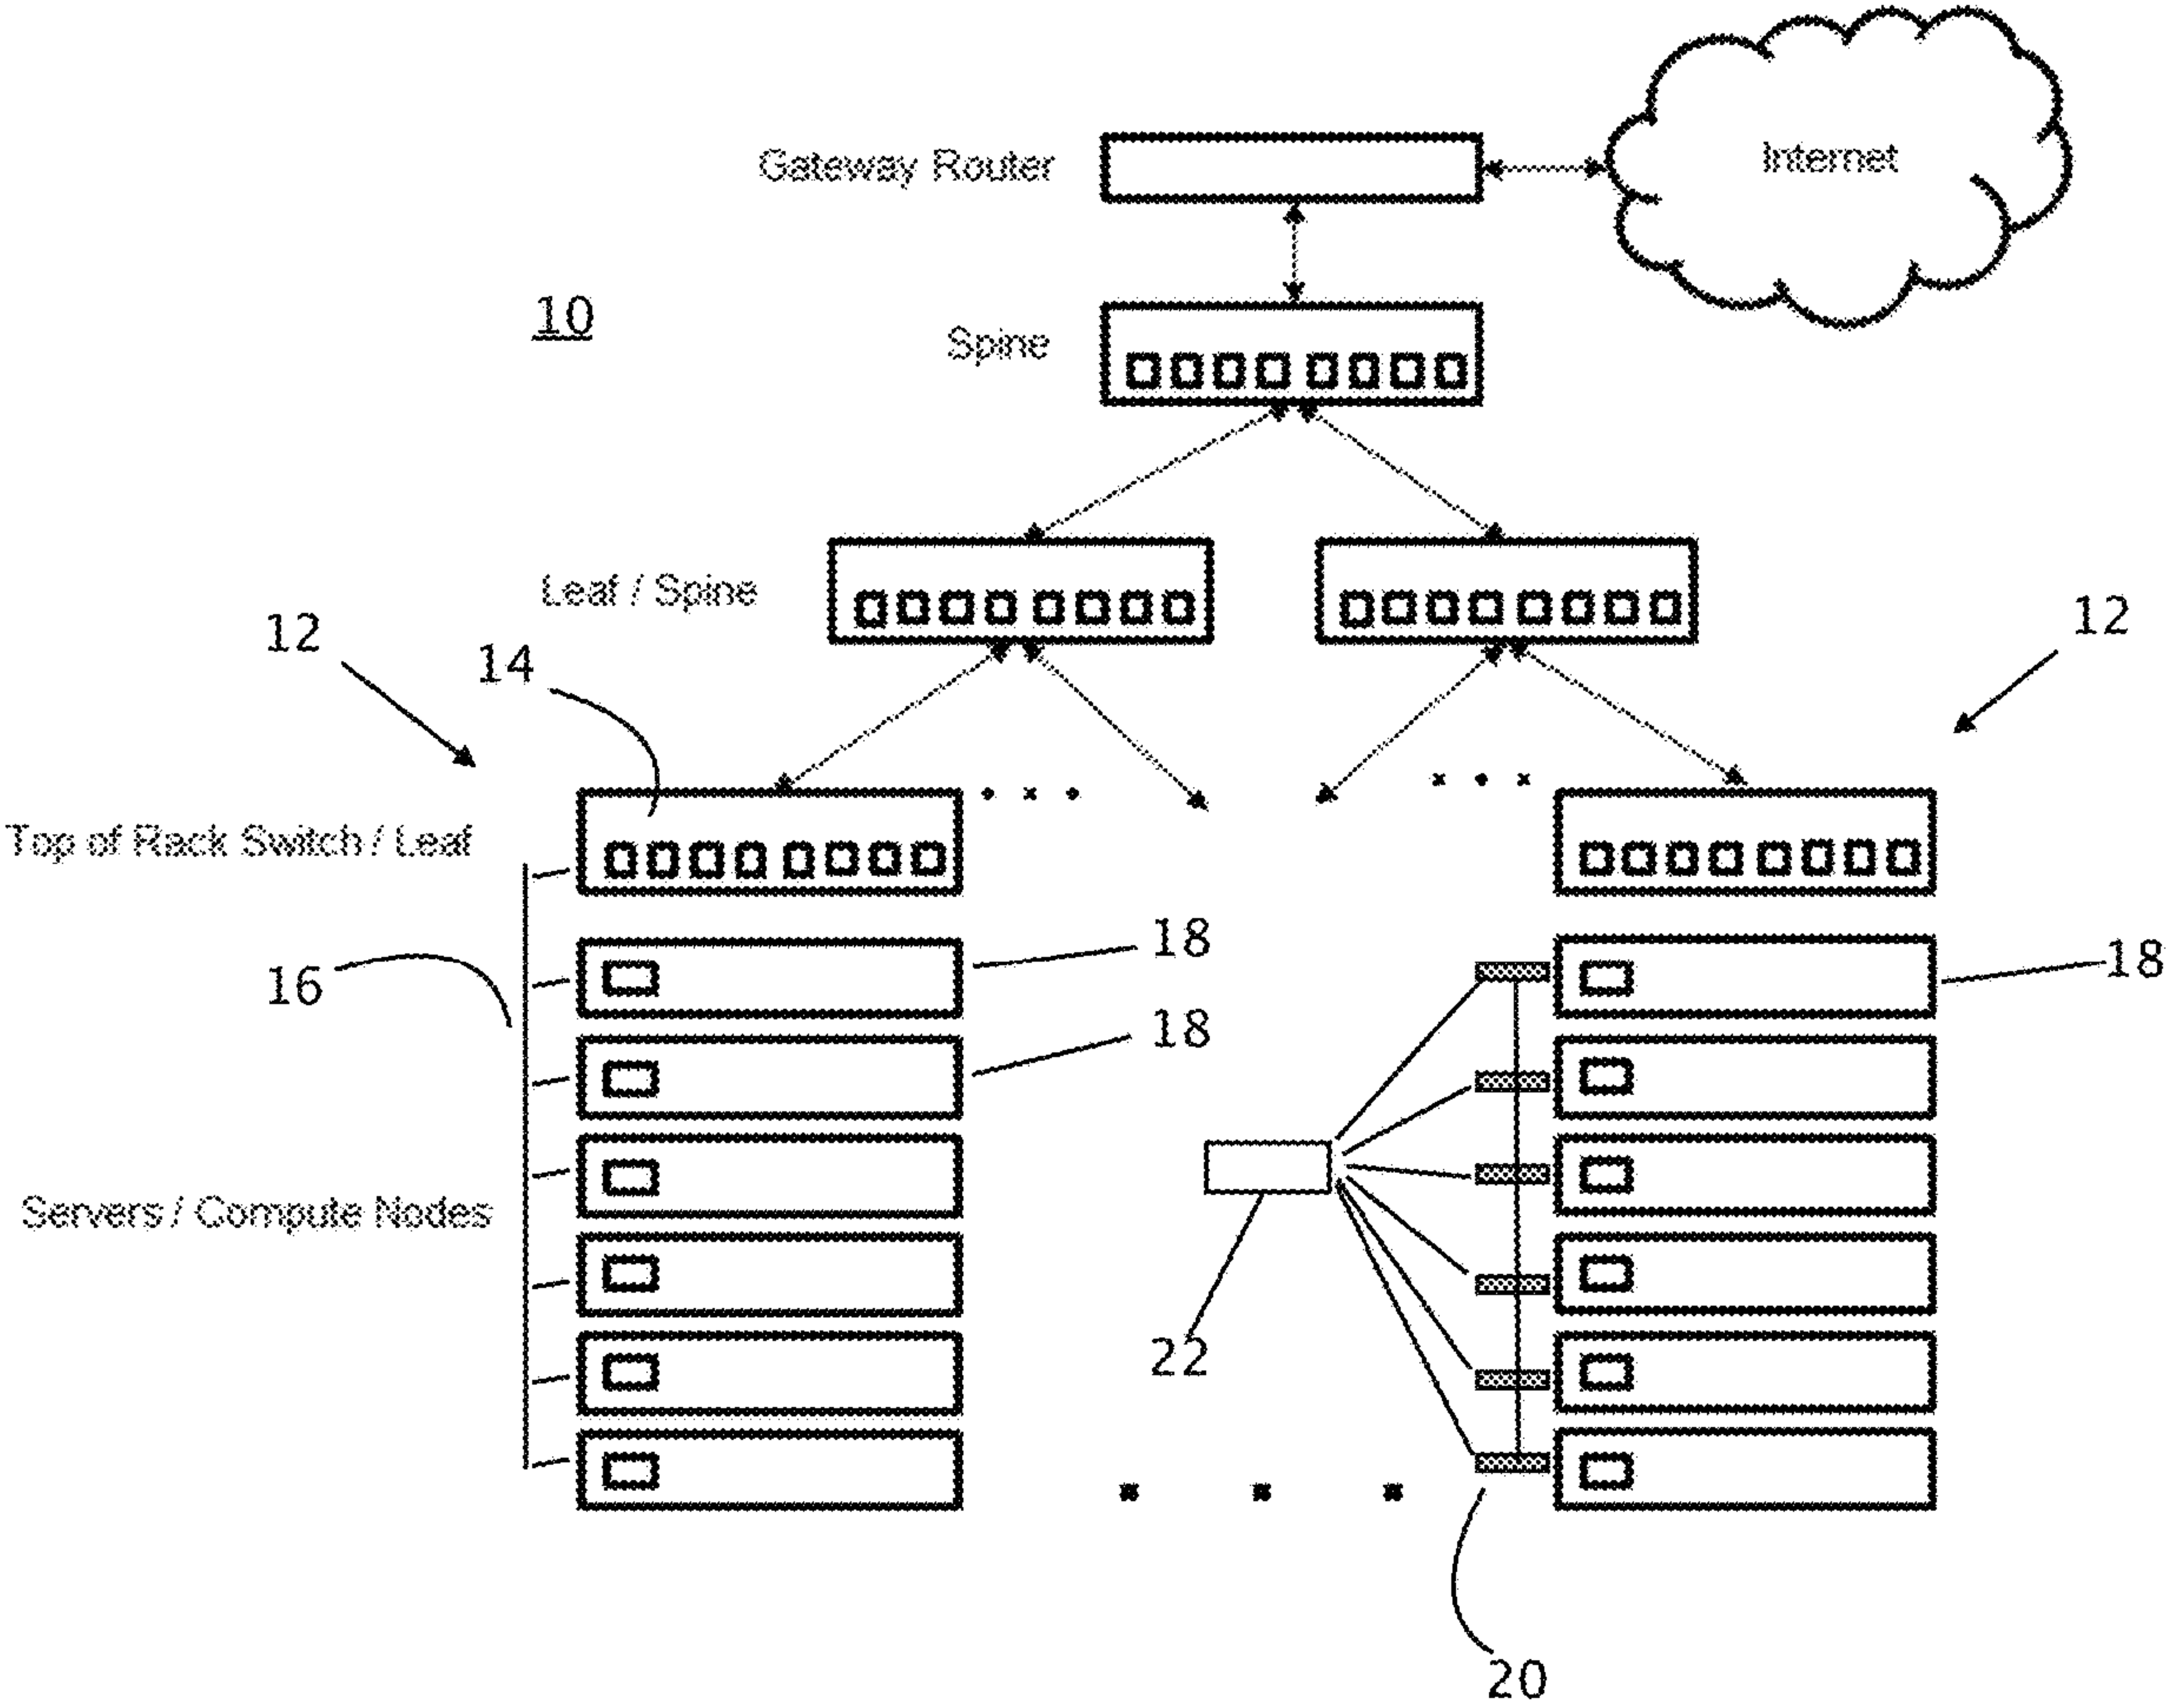 Gateway Router
Internet
10
Spine
Leaf / Spine
12
12
14
Top of Rack Switch / Leaf
18
18
16
18
Servers / Compute Nodes
22
20